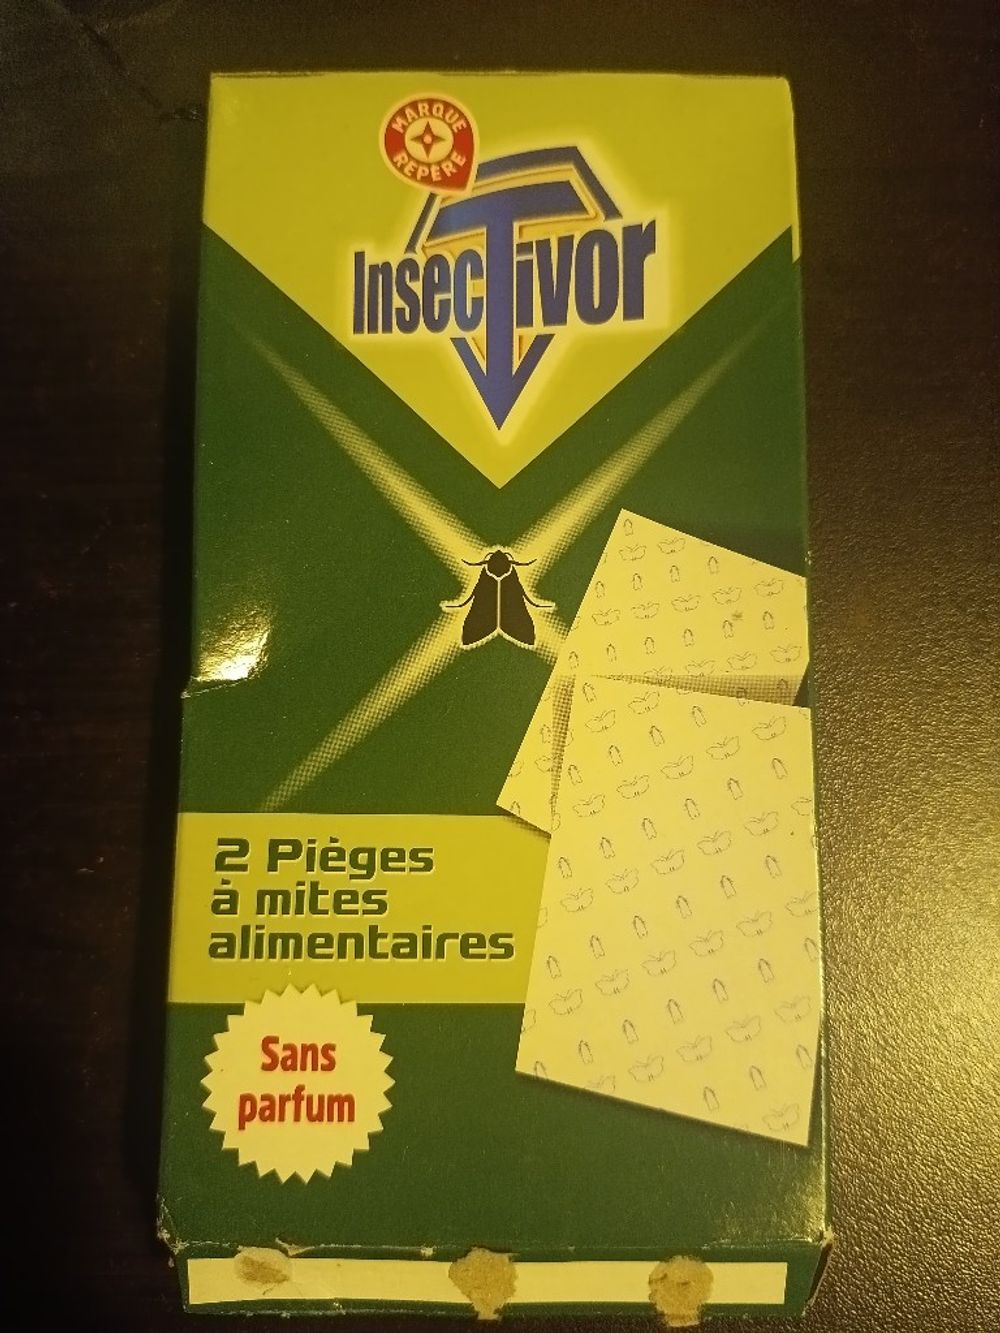 MARQUE
REPÈRE
InsecTivor
2 Pièges
à mites
alimentaires
Sans
parfum